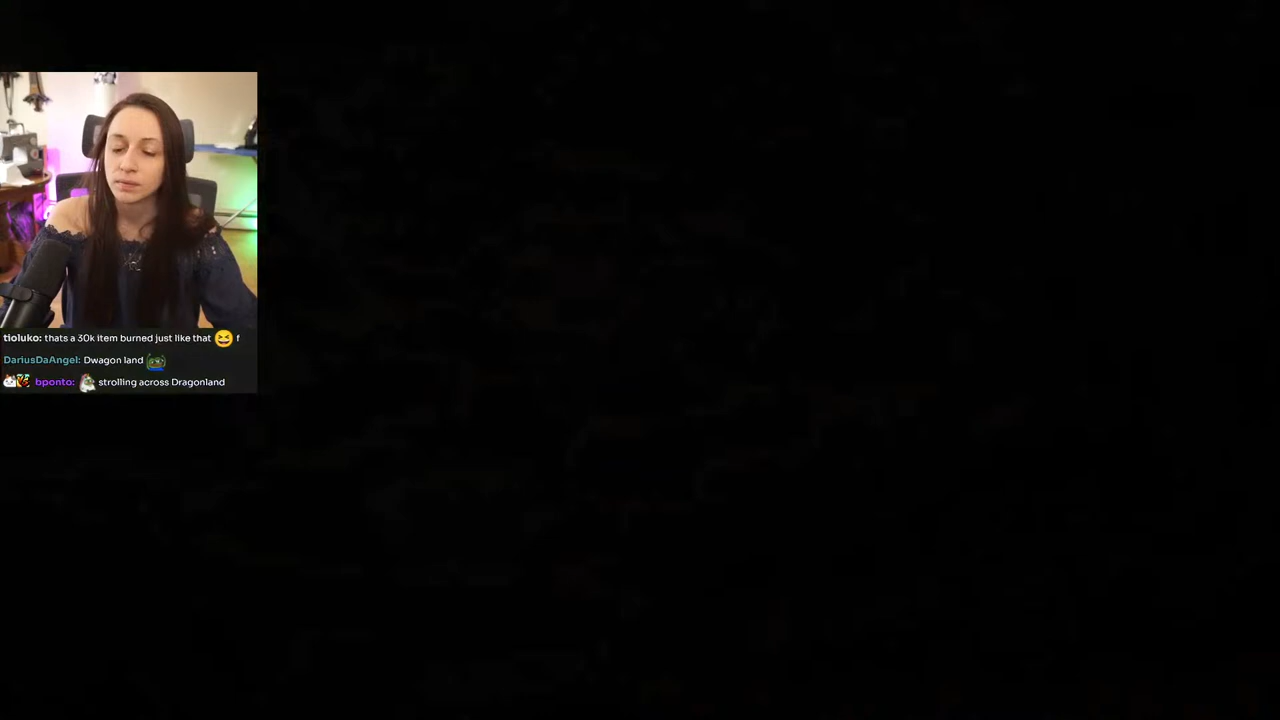 tioluko: thats a 30k item burned just like that 😆 f
DariusDaAngel: Dwagon land
bponto: strolling across Dragonland